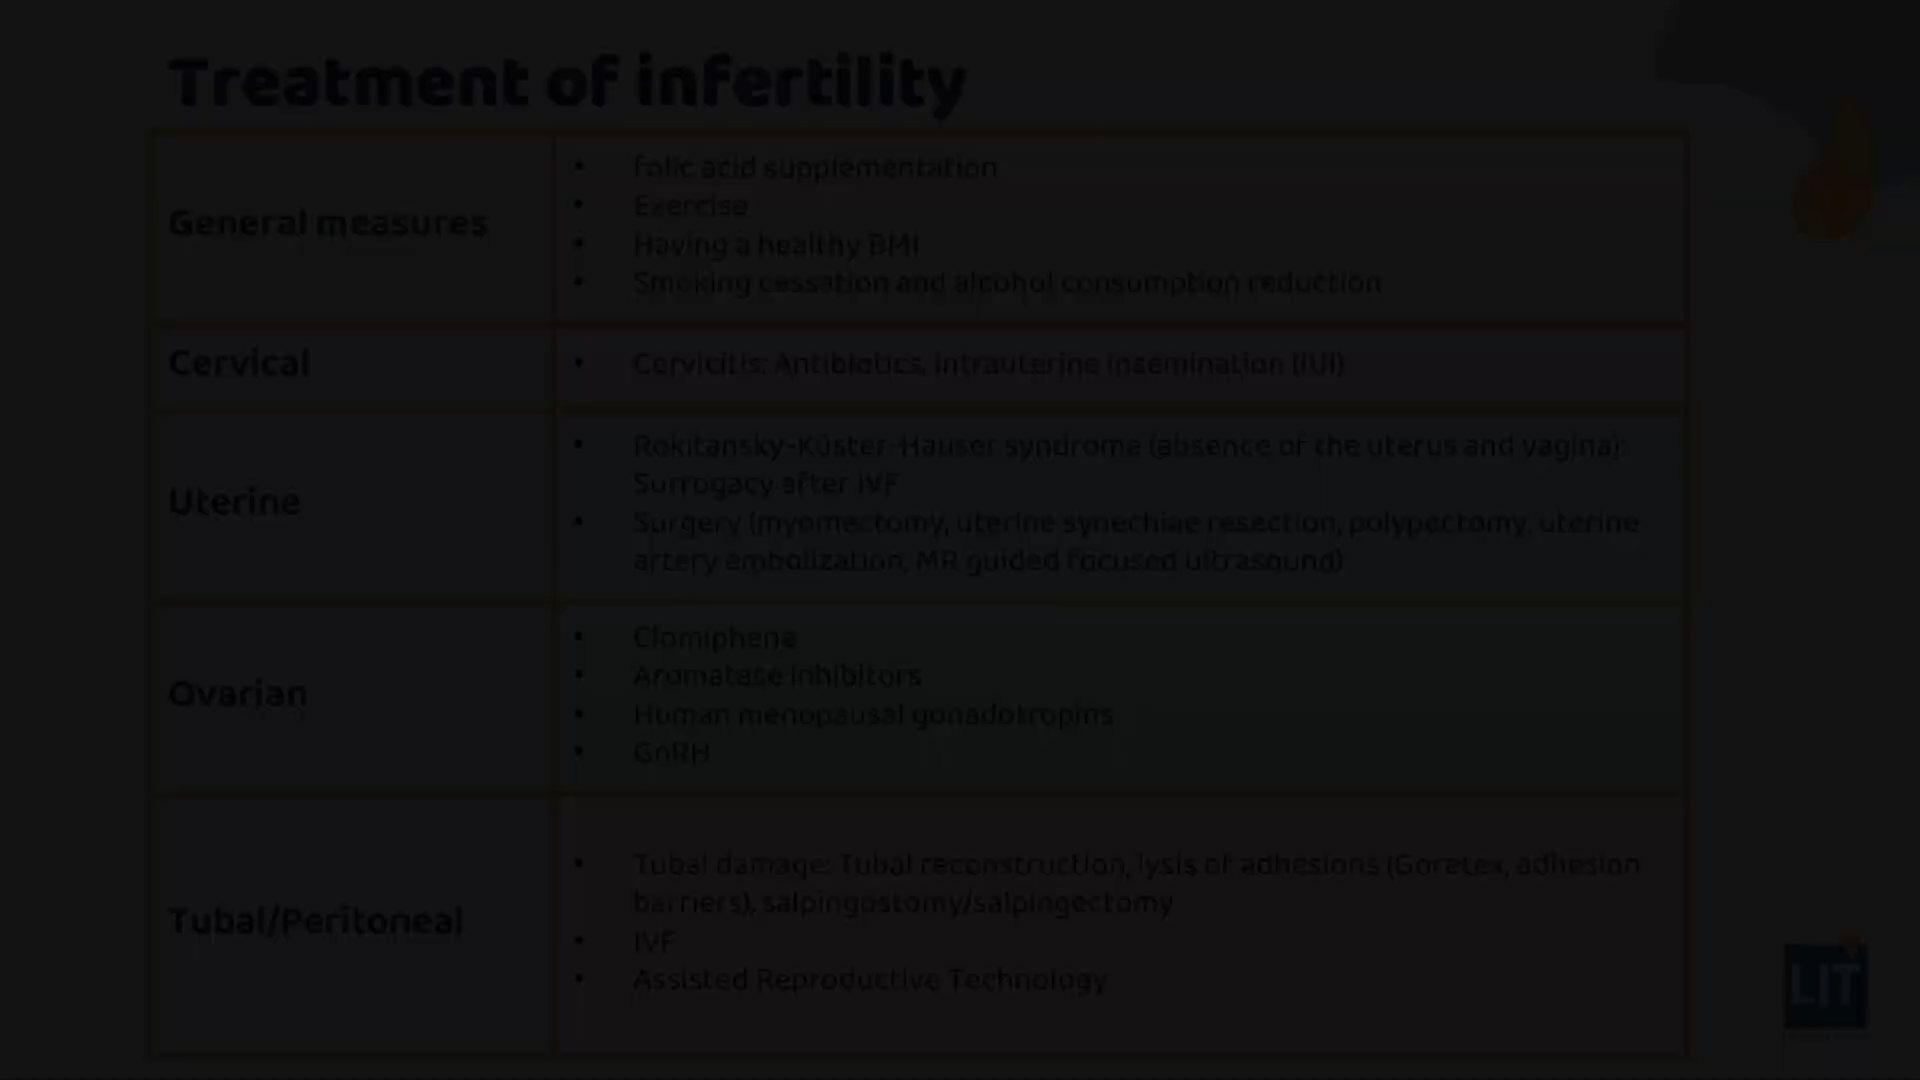 Treatment of infertility
General measures
• Folic acid supplementation
• Exercise
• Having a healthy BMI
• Smoking cessation and alcohol consumption reduction
Cervical
• Cervicitis: Antibiotics, Intrauterine insemination (IUI)
Uterine
• Rokitansky-Küster-Hauser syndrome (absence of the uterus and vagina):
Surrogacy after IVF
• Surgery (myomectomy, uterine synechiae resection, polypectomy, uterine
artery embolization, MR guided focused ultrasound)
Ovarian
• Clomiphene
• Aromatase inhibitors
• Human menopausal gonadotropins
• GnRH
Tubal/Peritoneal
• Tubal damage: Tubal reconstruction, lysis of adhesions (Goretex, adhesion
barriers), salpingostomy/salpingectomy
• IVF
• Assisted Reproductive Technology
LIT